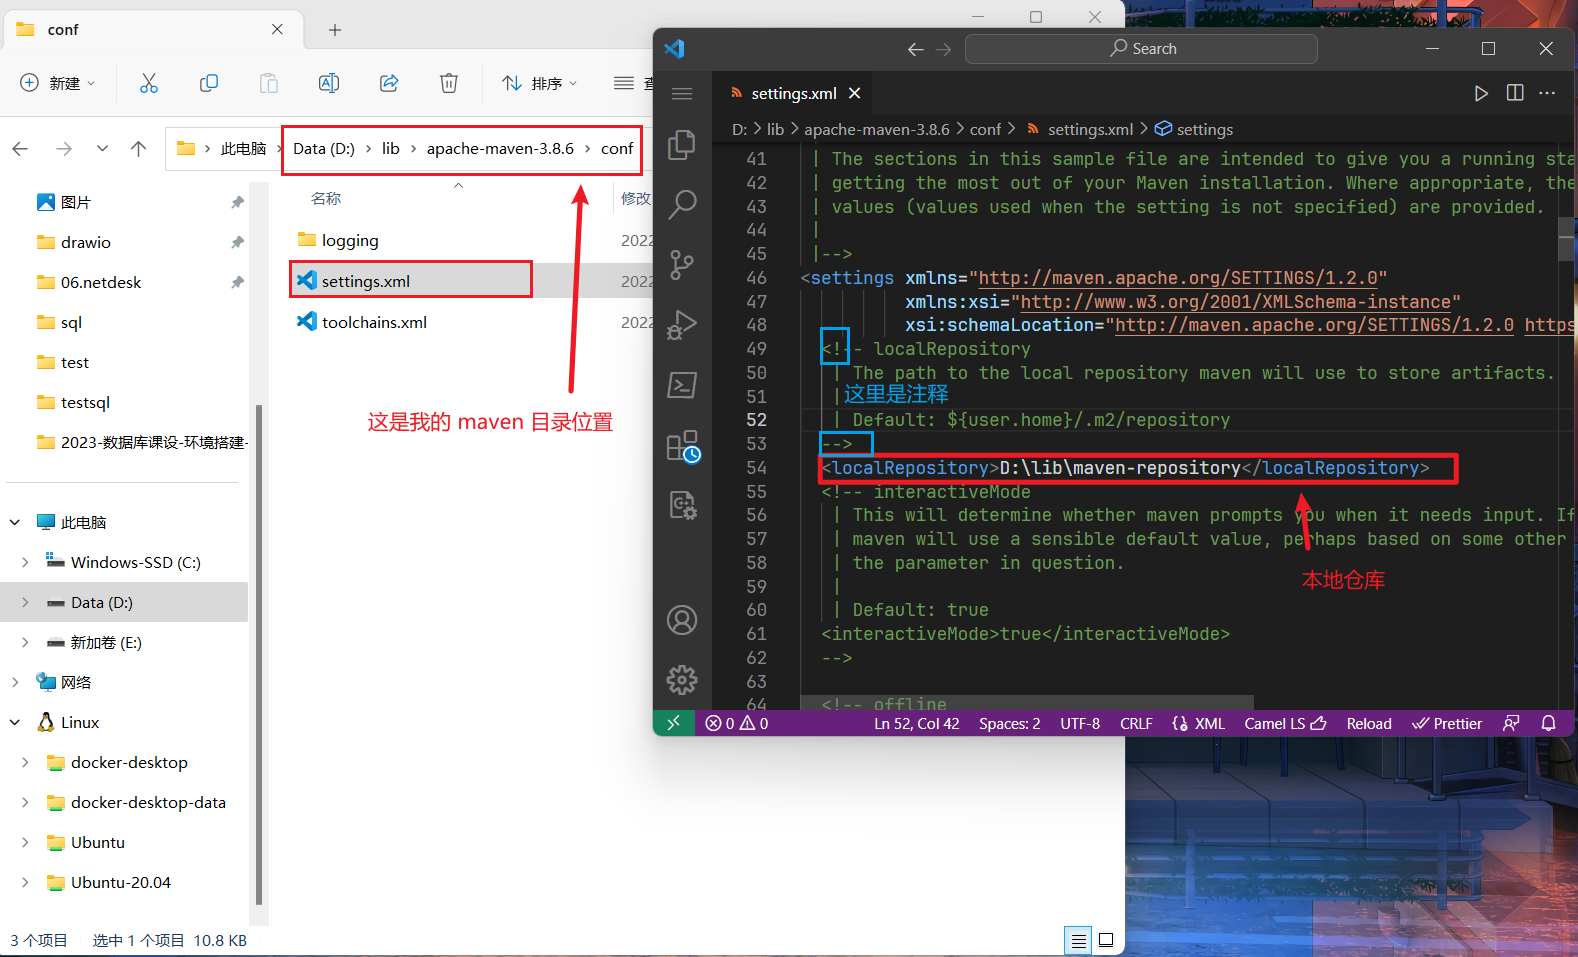 conf
新建
排序
查
此电脑
Data (D:)
lib
apache-maven-3.8.6
conf
图片
drawio
06.netdesk
sql
test
testsql
2023-数据库课设-环境搭建-
此电脑
Windows-SSD (C:)
Data (D:)
新加卷 (E:)
网络
Linux
docker-desktop
docker-desktop-data
Ubuntu
Ubuntu-20.04
名称
修改
logging
2022
settings.xml
2022
toolchains.xml
2022
这是我的 maven 目录位置
3 个项目
选中 1 个项目 10.8 KB
Search
settings.xml
D: > lib > apache-maven-3.8.6 > conf > settings.xml > settings
41 | The sections in this sample file are intended to give you a running sta
42 | getting the most out of your Maven installation. Where appropriate, the
43 | values (values used when the setting is not specified) are provided.
44 |
45 |-->
46 <settings xmlns="http://maven.apache.org/SETTINGS/1.2.0"
47 xmlns:xsi="http://www.w3.org/2001/XMLSchema-instance"
48 xsi:schemaLocation="http://maven.apache.org/SETTINGS/1.2.0 https
49 <!-- localRepository
50 | The path to the local repository maven will use to store artifacts.
51 | 这里是注释
52 | Default: ${user.home}/.m2/repository
53 -->
54 <localRepository>D:\lib\maven-repository</localRepository>
55 <!-- interactiveMode
56 | This will determine whether maven prompts you when it needs input. If
57 | maven will use a sensible default value, perhaps based on some other
58 | the parameter in question.
59 |
60 | Default: true
61 <interactiveMode>true</interactiveMode>
62 -->
63
64 <!-- offline
本地仓库
0 0
Ln 52, Col 42
Spaces: 2
UTF-8
CRLF
XML
Camel LS
Reload
Prettier